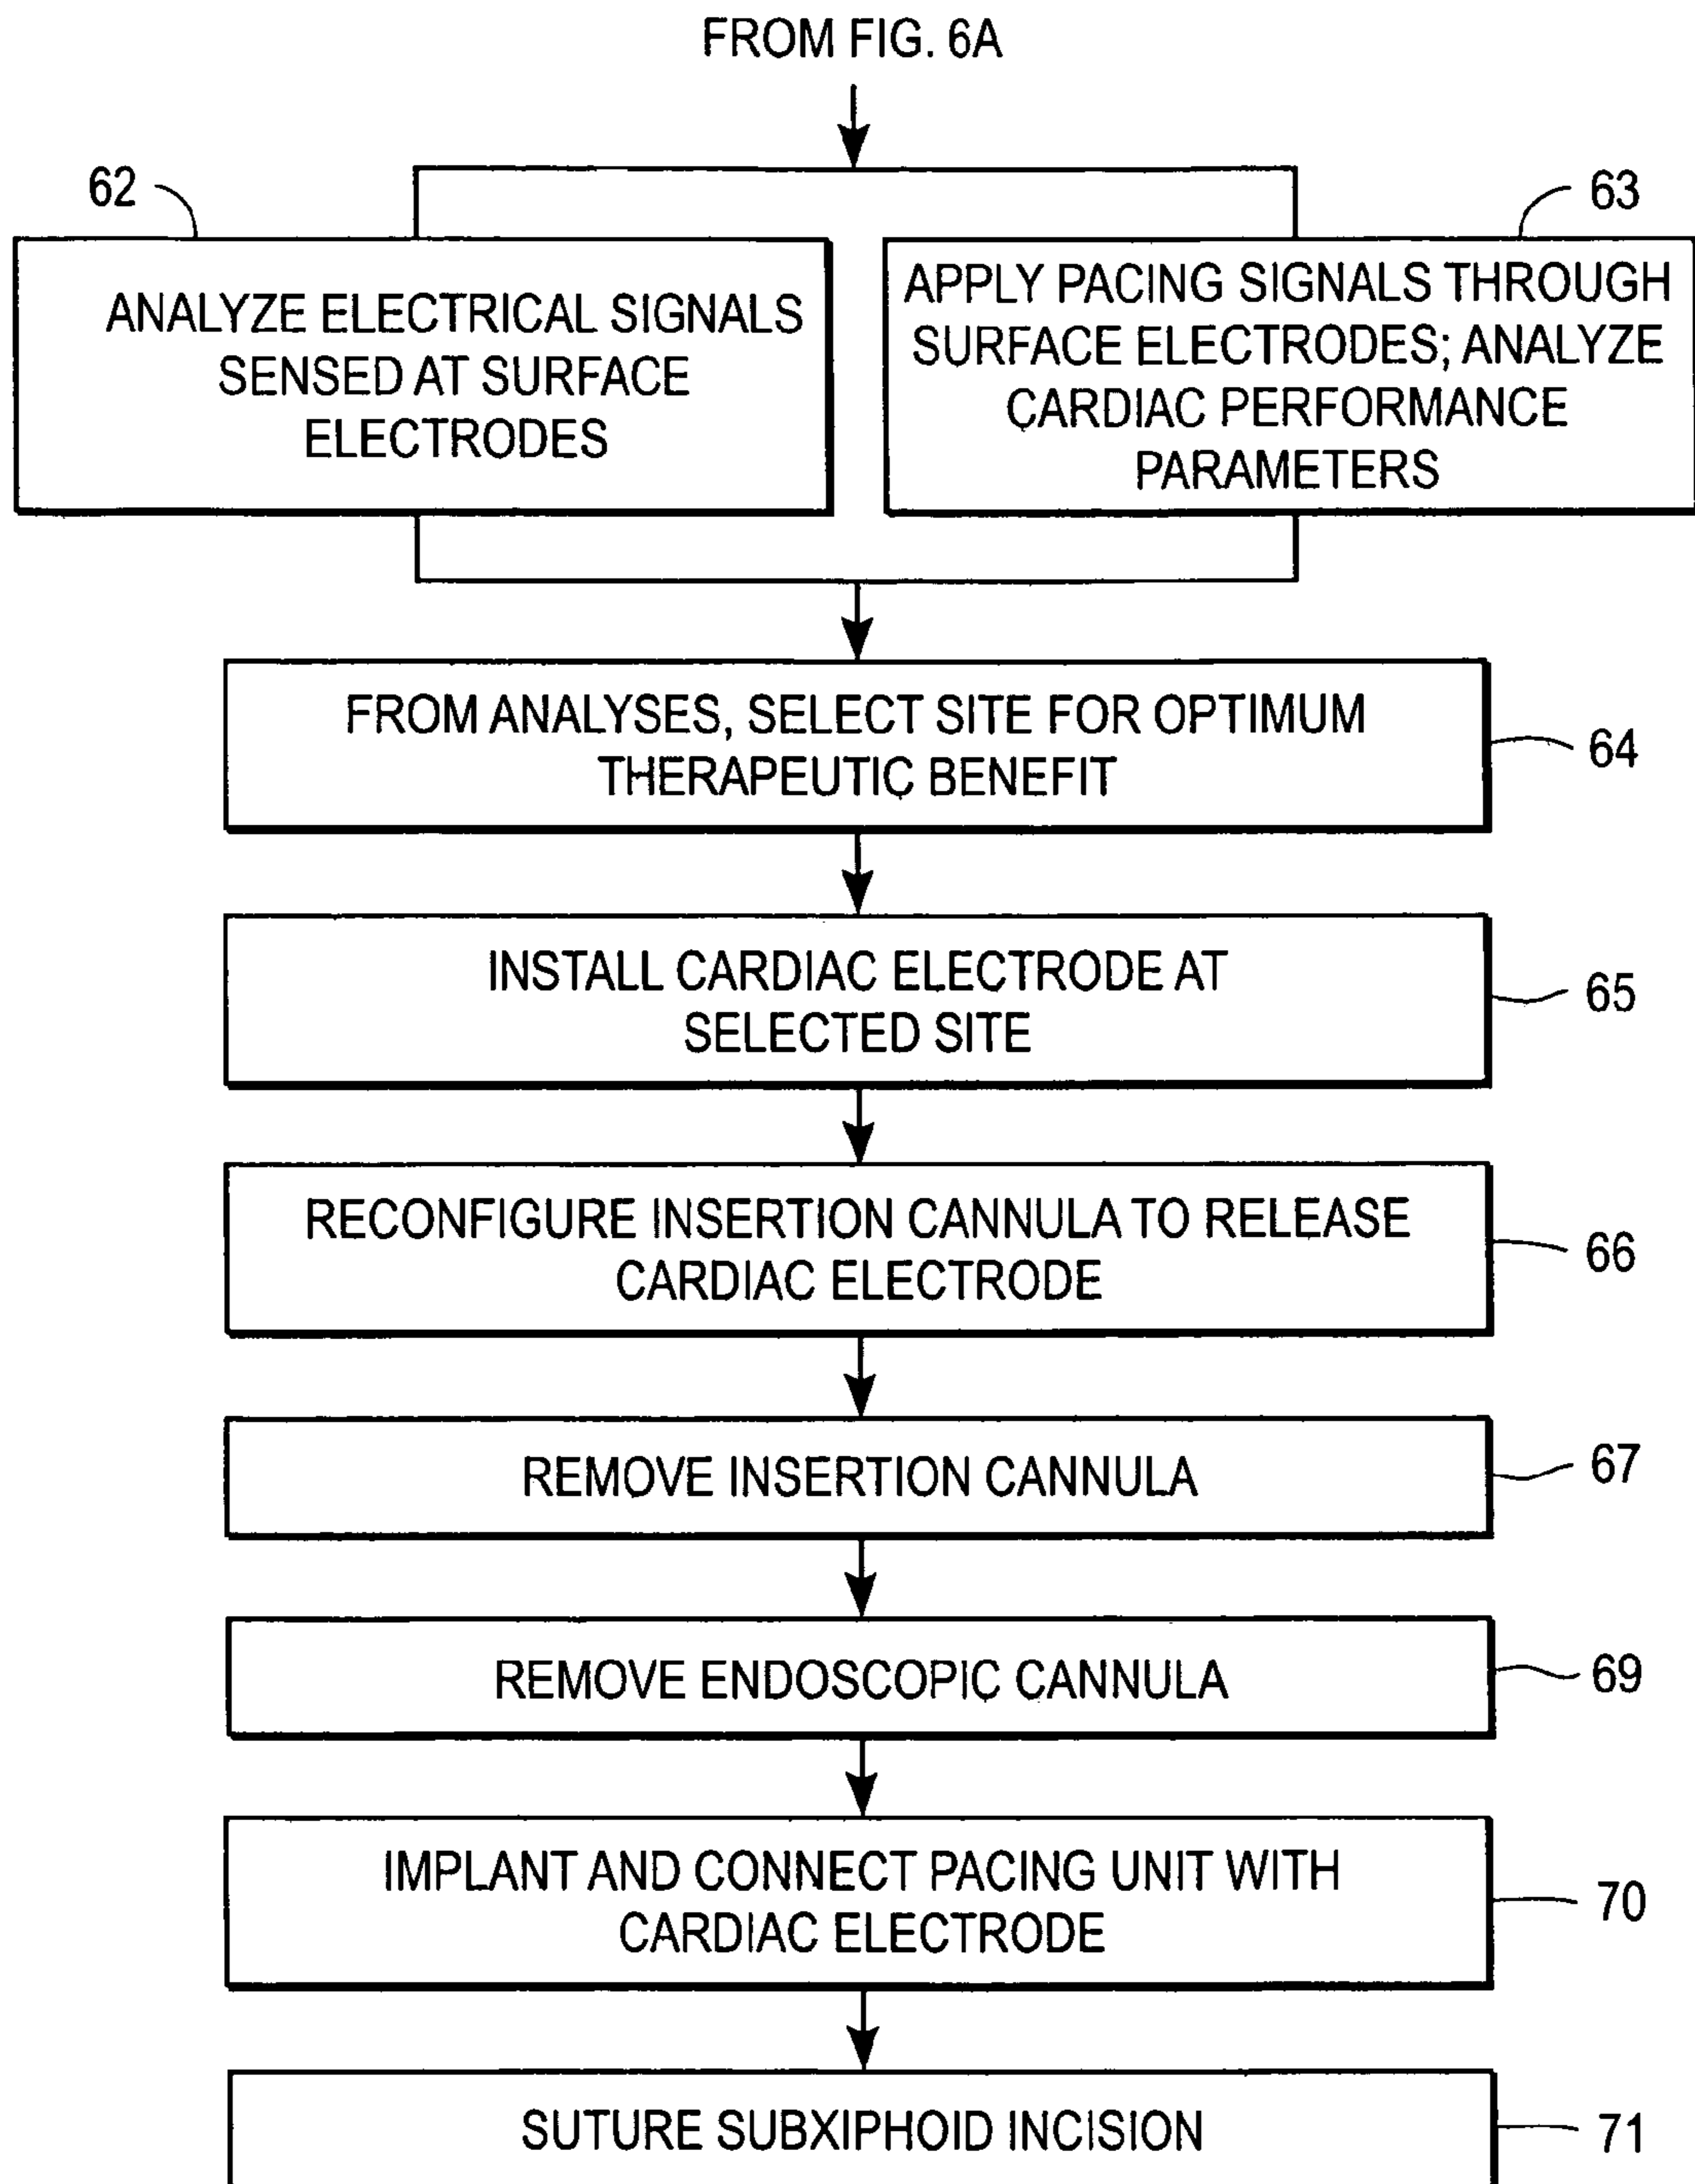 FROM FIG. 6A
62
63
ANALYZE ELECTRICAL SIGNALS
SENSED AT SURFACE
ELECTRODES
APPLY PACING SIGNALS THROUGH
SURFACE ELECTRODES; ANALYZE
CARDIAC PERFORMANCE
PARAMETERS
FROM ANALYSES, SELECT SITE FOR OPTIMUM
THERAPEUTIC BENEFIT
64
INSTALL CARDIAC ELECTRODE AT
SELECTED SITE
65
RECONFIGURE INSERTION CANNULA TO RELEASE
CARDIAC ELECTRODE
66
REMOVE INSERTION CANNULA
67
REMOVE ENDOSCOPIC CANNULA
69
IMPLANT AND CONNECT PACING UNIT WITH
CARDIAC ELECTRODE
70
SUTURE SUBXIPHOID INCISION
71